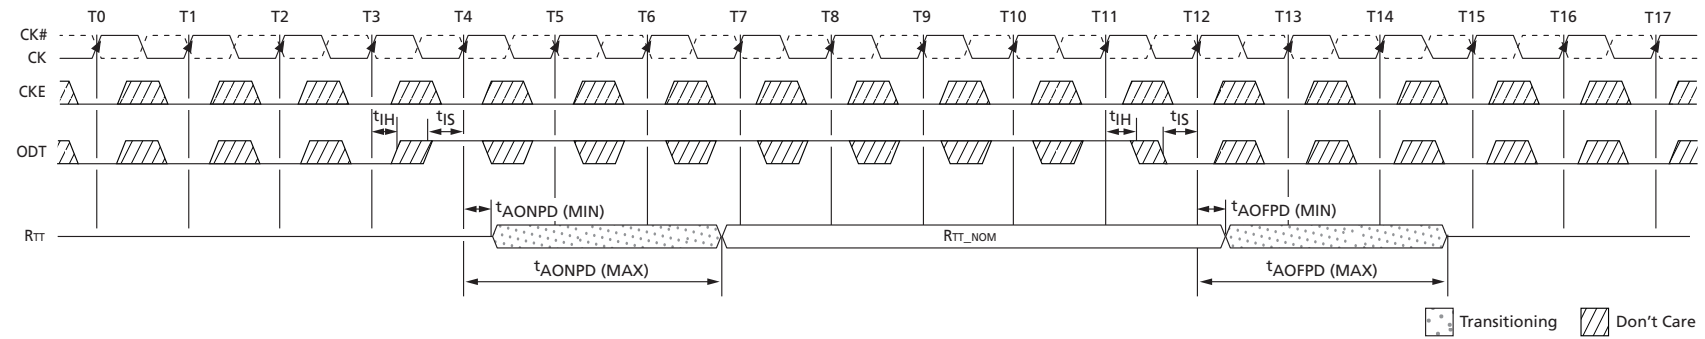 T0 T1 T2 T3 T4 T5 T6 T7 T8 T9 T10 T11 T12 T13 T14 T15 T16 T17
CK#
CK
CKE
tIH tIS tIH tIS
ODT
tAONPD (MIN) tAOFPD (MIN)
RTT RTT_NOM
tAONPD (MAX) tAOFPD (MAX)
Transitioning Don't Care